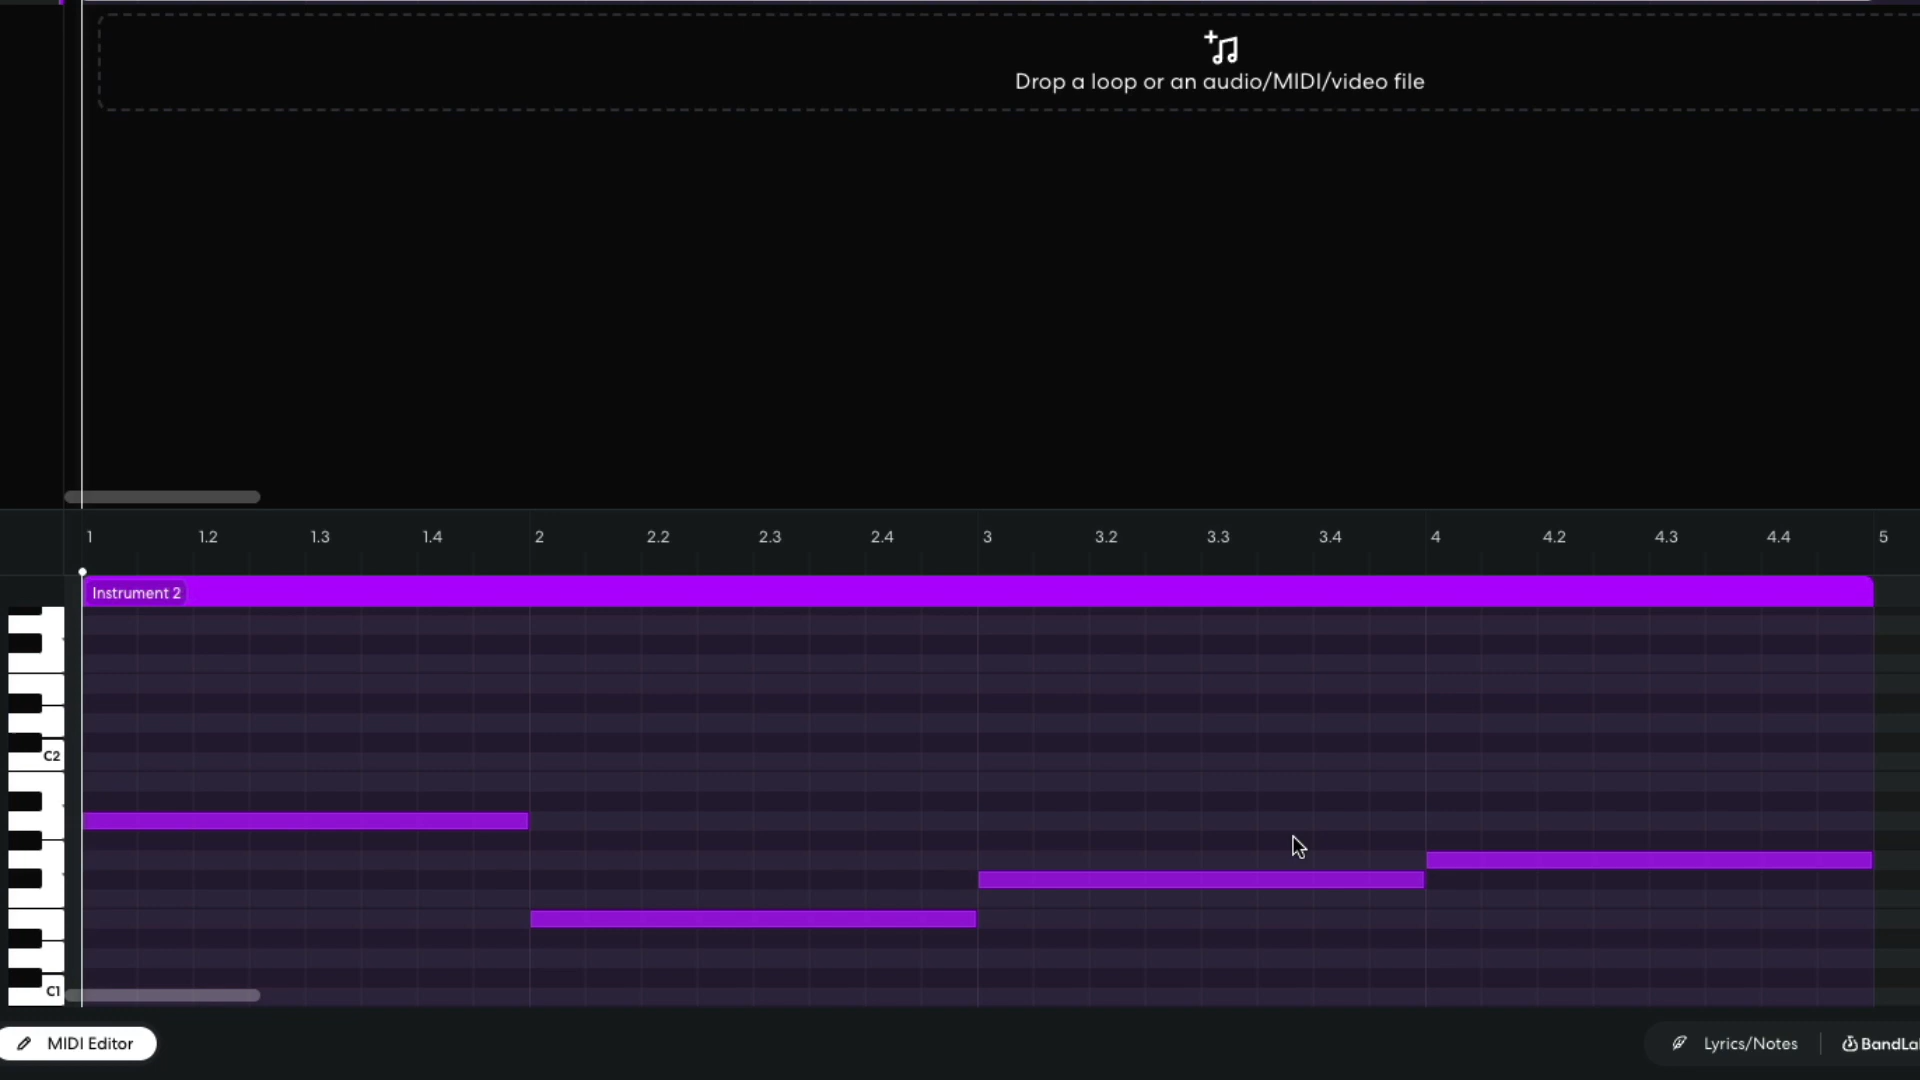 Drop a loop or an audio/MIDI/video file
1 1.2 1.3 1.4 2 2.2 2.3 2.4 3 3.2 3.3 3.4 4 4.2 4.3 4.4 5
Instrument 2
C2
C1
MIDI Editor
Lyrics/Notes
BandLa